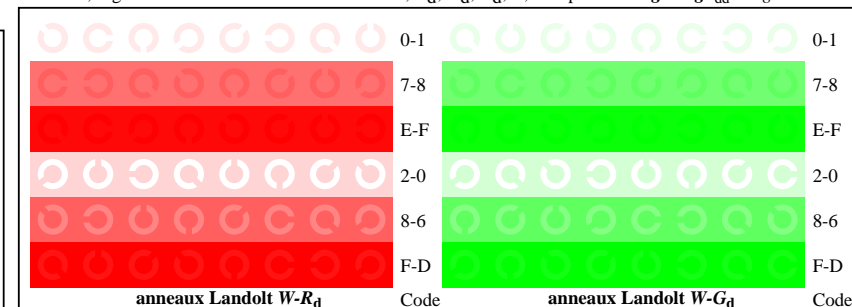 0-1 0-1
7-8 7-8
E-F E-F
2-0 2-0
8-6 8-6
F-D F-D
anneaux Landolt W-Rd Code anneaux Landolt W-Gd Code